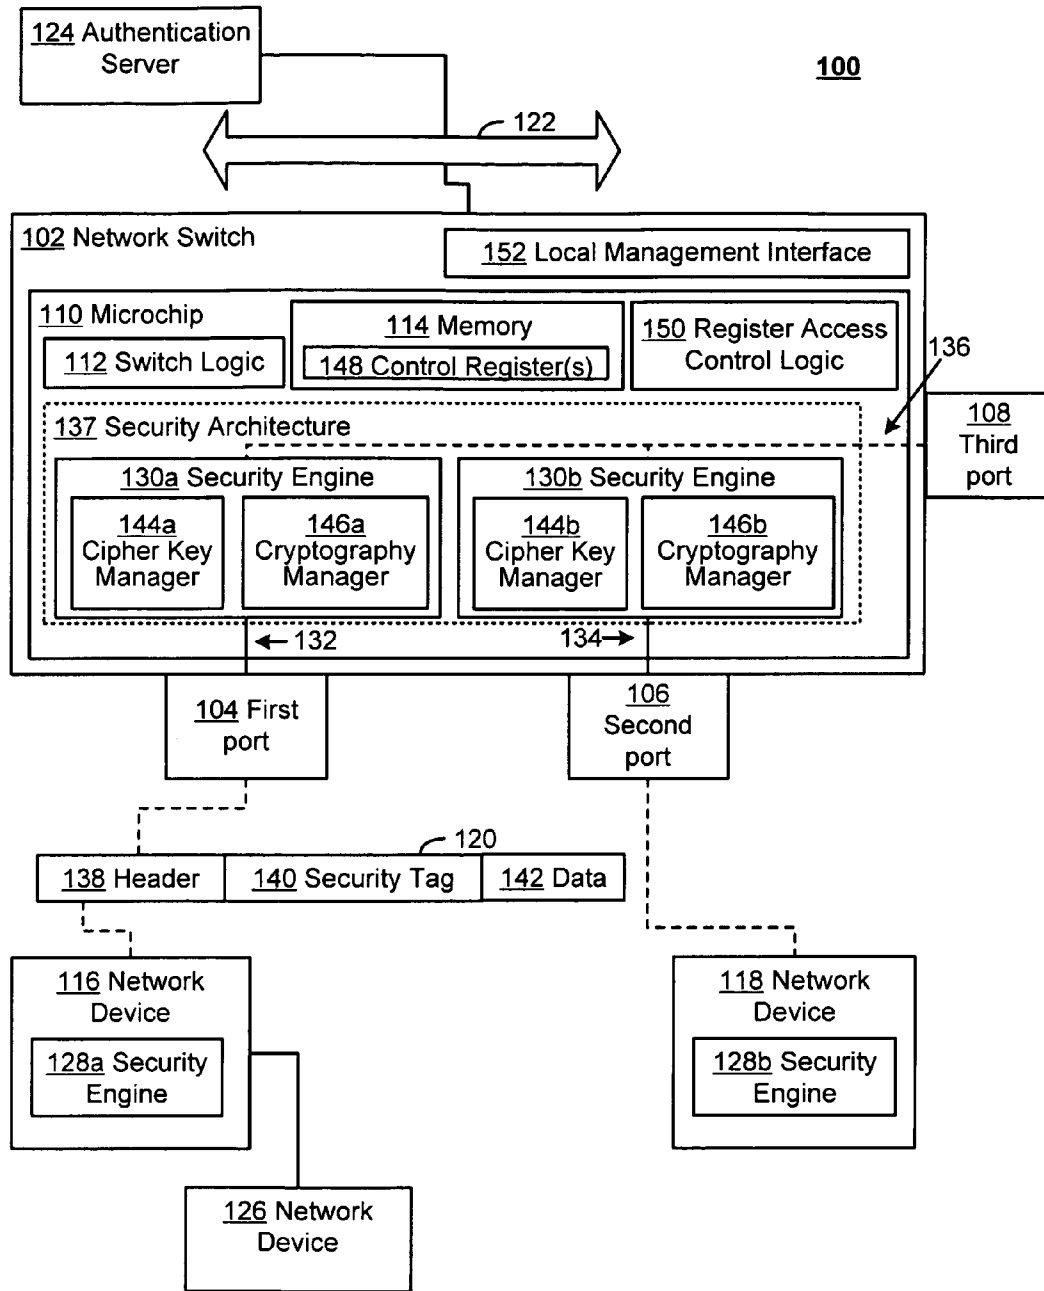 124 Authentication
Server
100
122
102 Network Switch
152 Local Management Interface
110 Microchip
112 Switch Logic
114 Memory
148 Control Register(s)
150 Register Access
Control Logic
136
137 Security Architecture
108
Third
port
130a Security Engine
144a
Cipher Key
Manager
146a
Cryptography
Manager
130b Security Engine
144b
Cipher Key
Manager
146b
Cryptography
Manager
132
134
104 First
port
106
Second
port
120
138 Header
140 Security Tag
142 Data
116 Network
Device
128a Security
Engine
118 Network
Device
128b Security
Engine
126 Network
Device